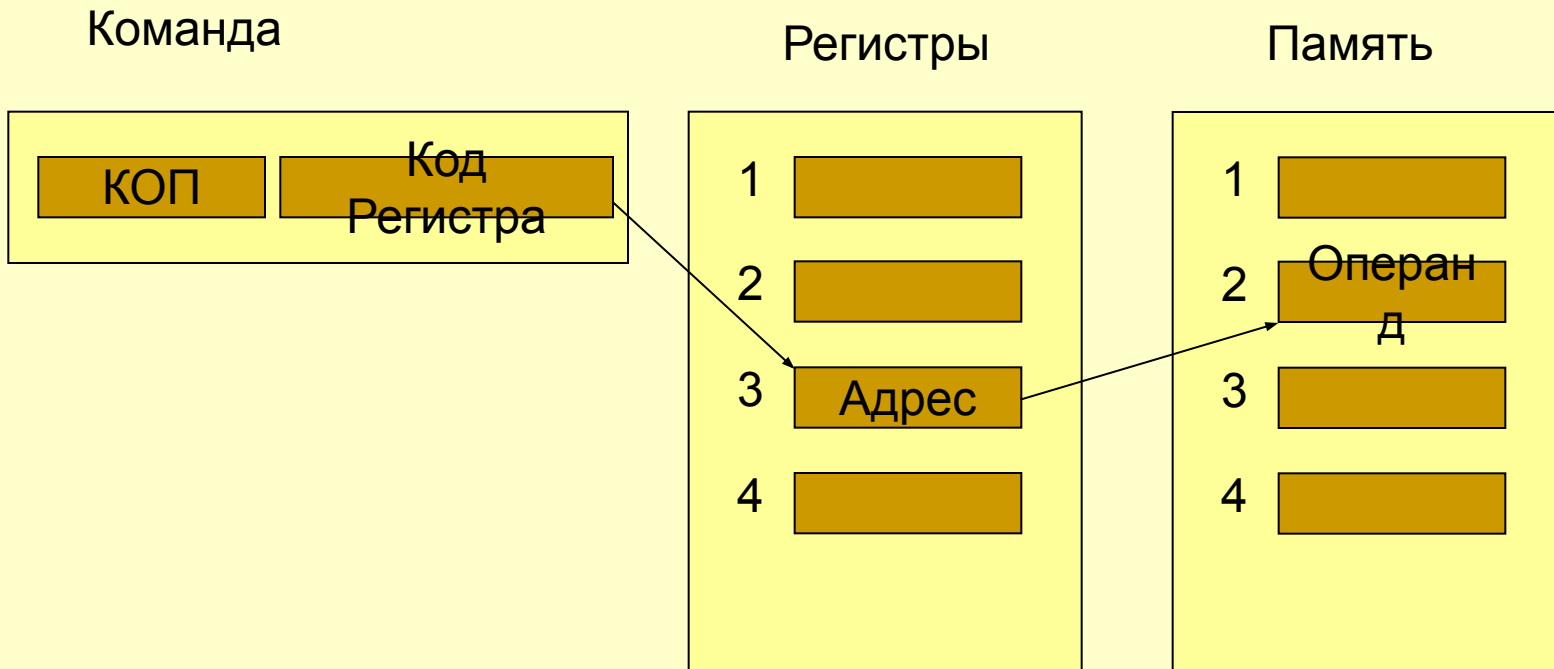 Команда
Регистры
Память
КОП
Код
Регистра
1
2
3
Адрес
4
1
2
Операн
д
3
4